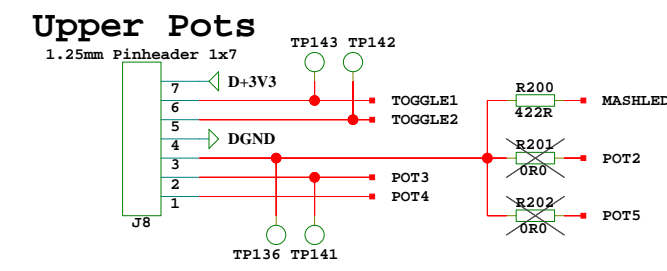 Upper Pots
1.25mm Pinheader 1x7
TP143 TP142
7 D+3V3
6 TOGGLE1
5 TOGGLE2
4 DGND
3
2 POT3
1 POT4
J8
TP136 TP141
R200 MASHLED
422R
R201 POT2
0R0
R202 POT5
0R0